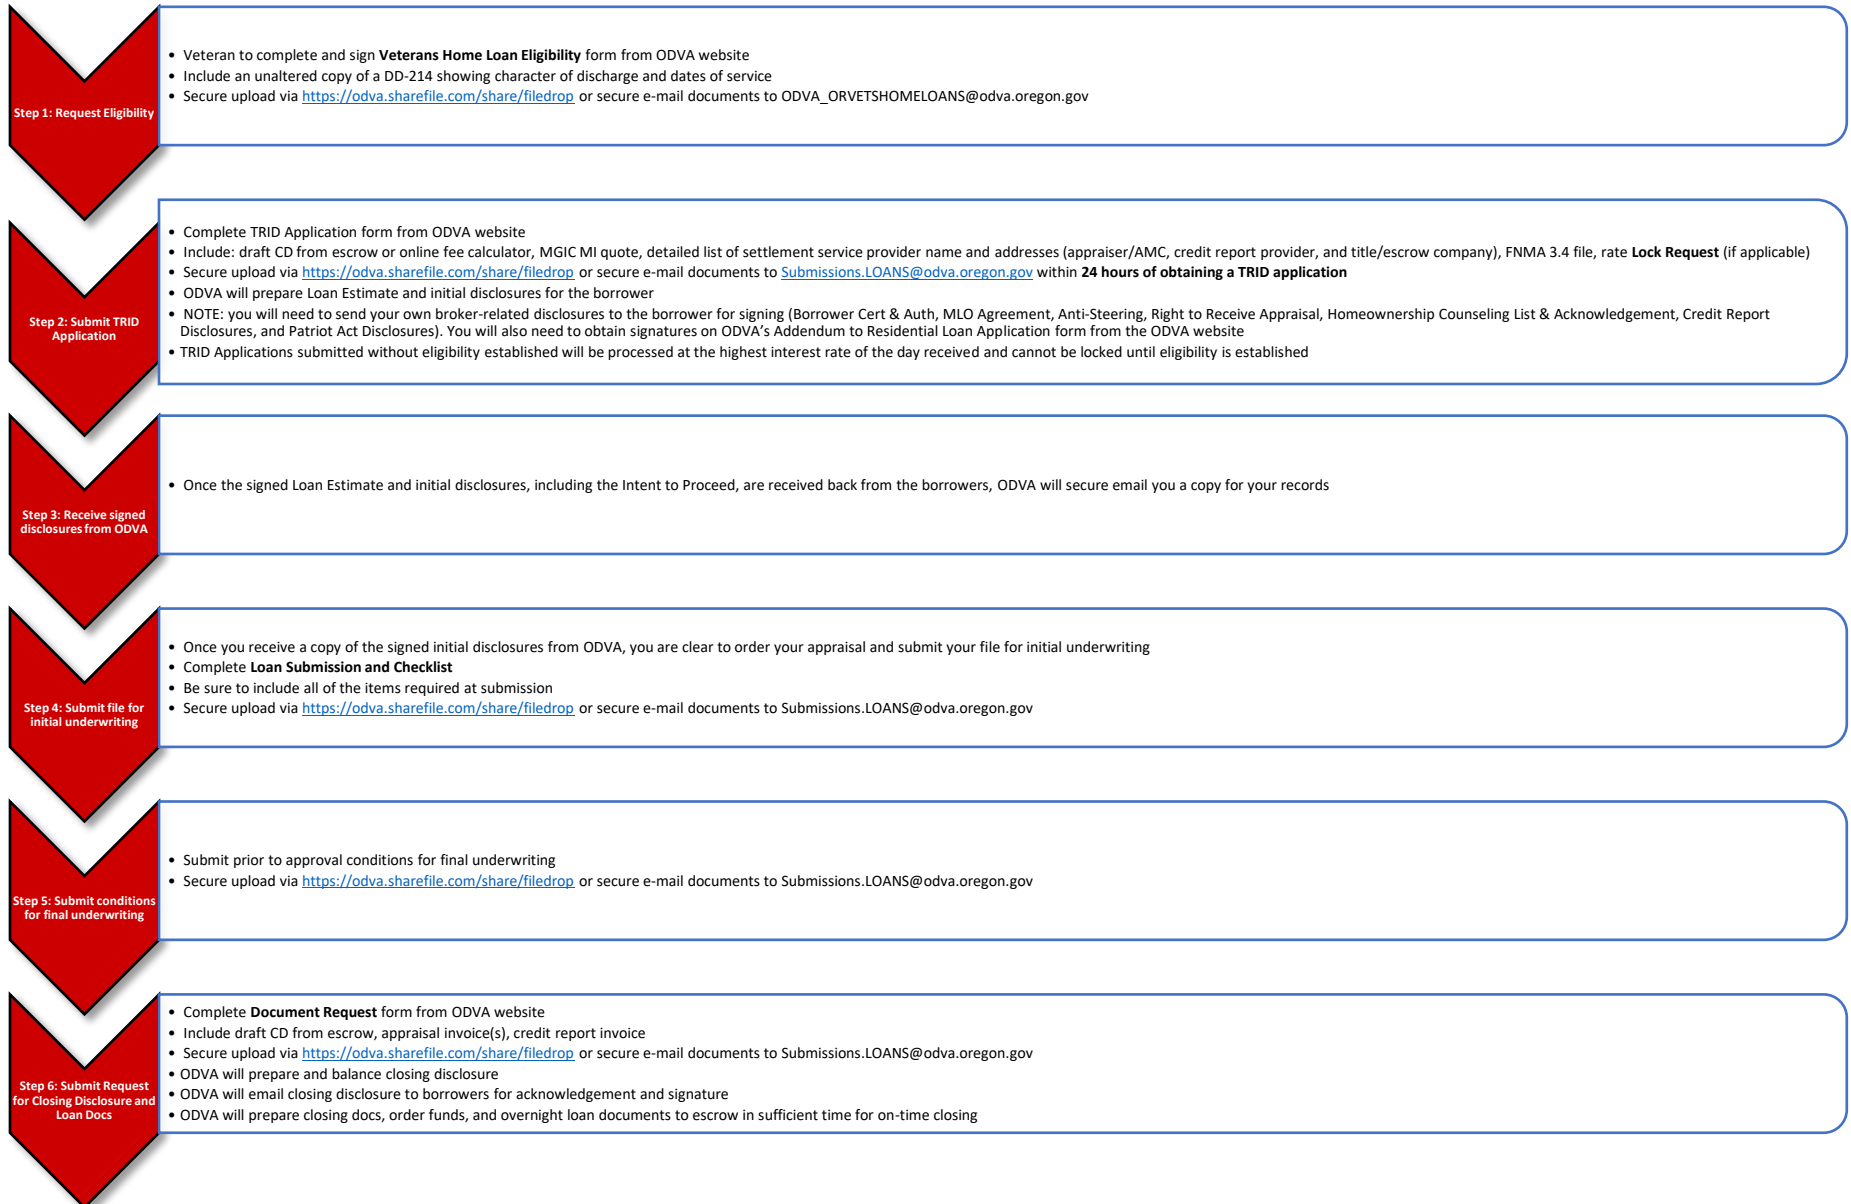 Step 1: Request Eligibility
• Veteran to complete and sign Veterans Home Loan Eligibility form from ODVA website
• Include an unaltered copy of a DD-214 showing character of discharge and dates of service
• Secure upload via https://odva.sharefile.com/share/filedrop or secure e-mail documents to ODVA_ORVETSHOMELOANS@odva.oregon.gov
Step 2: Submit TRID
Application
• Complete TRID Application form from ODVA website
• Include: draft CD from escrow or online fee calculator, MGIC MI quote, detailed list of settlement service provider name and addresses (appraiser/AMC, credit report provider, and title/escrow company), FNMA 3.4 file, rate Lock Request (if applicable)
• Secure upload via https://odva.sharefile.com/share/filedrop or secure e-mail documents to Submissions.LOANS@odva.oregon.gov within 24 hours of obtaining a TRID application
• ODVA will prepare Loan Estimate and initial disclosures for the borrower
• NOTE: you will need to send your own broker-related disclosures to the borrower for signing (Borrower Cert & Auth, MLO Agreement, Anti-Steering, Right to Receive Appraisal, Homeownership Counseling List & Acknowledgement, Credit Report
Disclosures, and Patriot Act Disclosures). You will also need to obtain signatures on ODVA's Addendum to Residential Loan Application form from the ODVA website
• TRID Applications submitted without eligibility established will be processed at the highest interest rate of the day received and cannot be locked until eligibility is established
Step 3: Receive signed
disclosures from ODVA
• Once the signed Loan Estimate and initial disclosures, including the Intent to Proceed, are received back from the borrowers, ODVA will secure email you a copy for your records
Step 4: Submit file for
initial underwriting
• Once you receive a copy of the signed initial disclosures from ODVA, you are clear to order your appraisal and submit your file for initial underwriting
• Complete Loan Submission and Checklist
• Be sure to include all of the items required at submission
• Secure upload via https://odva.sharefile.com/share/filedrop or secure e-mail documents to Submissions.LOANS@odva.oregon.gov
Step 5: Submit conditions
for final underwriting
• Submit prior to approval conditions for final underwriting
• Secure upload via https://odva.sharefile.com/share/filedrop or secure e-mail documents to Submissions.LOANS@odva.oregon.gov
Step 6: Submit Request
for Closing Disclosure and
Loan Docs
• Complete Document Request form from ODVA website
• Include draft CD from escrow, appraisal invoice(s), credit report invoice
• Secure upload via https://odva.sharefile.com/share/filedrop or secure e-mail documents to Submissions.LOANS@odva.oregon.gov
• ODVA will prepare and balance closing disclosure
• ODVA will email closing disclosure to borrowers for acknowledgement and signature
• ODVA will prepare closing docs, order funds, and overnight loan documents to escrow in sufficient time for on-time closing